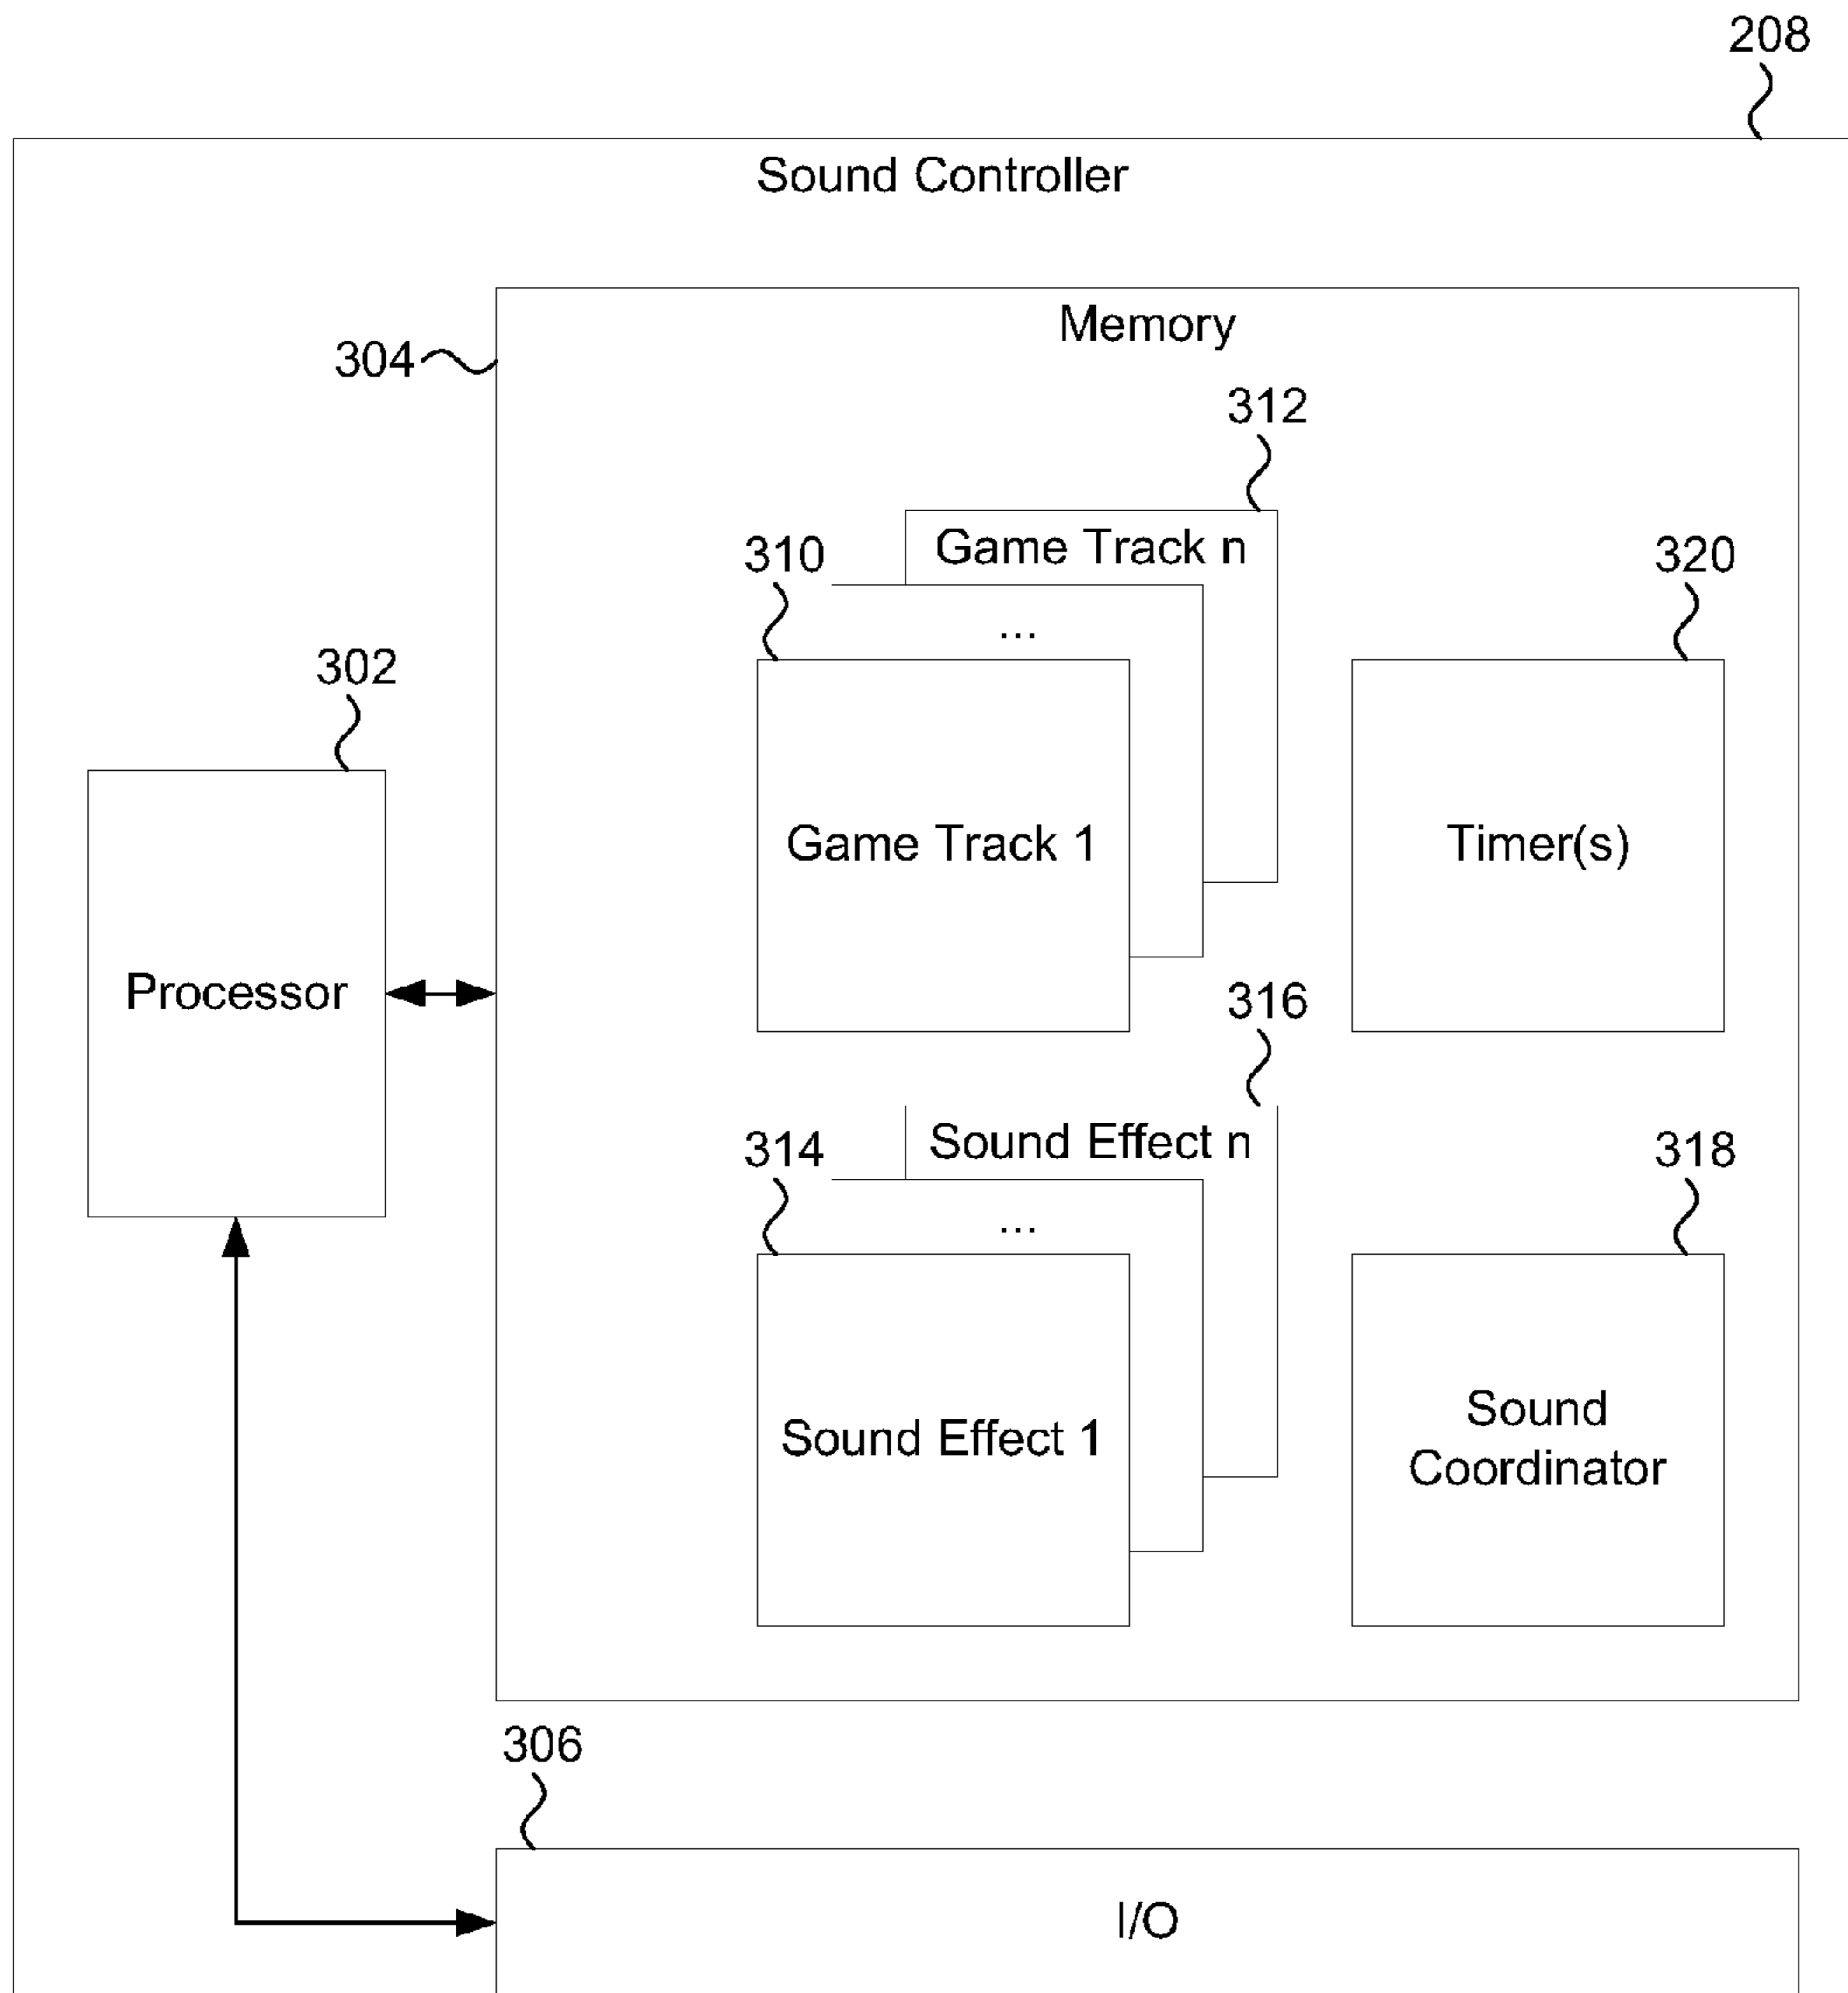 208
Sound Controller
Memory
304
312
Game Track n
310
320
...
302
Game Track 1
Timer(s)
Processor
316
Sound Effect n
314
318
...
Sound Effect 1
Sound
Coordinator
306
I/O